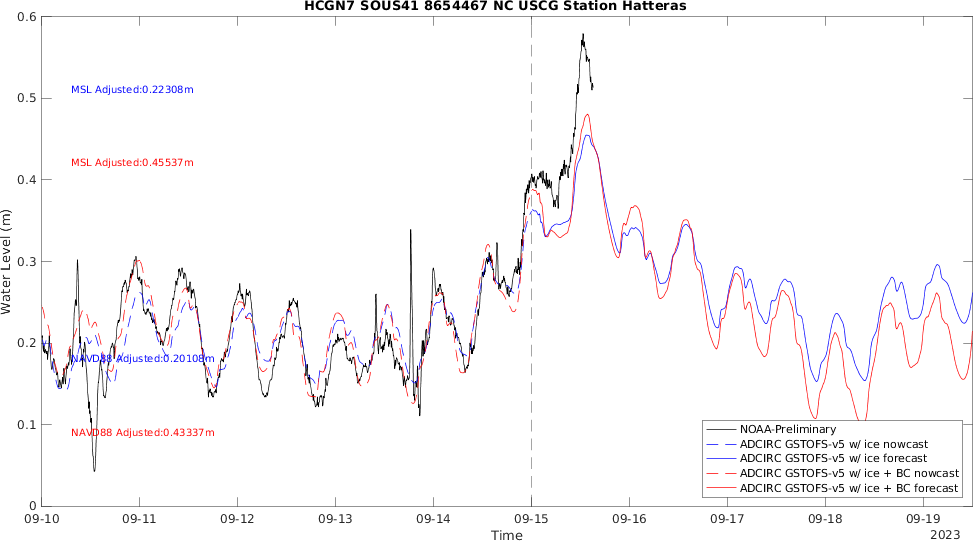 HCGN7 SOUS41 8654467 NC USCG Station Hatteras
0.6
0.5
0.4
0.3
0.2
0.1
0
Water Level (m)
MSL Adjusted:0.22308m
MSL Adjusted:0.45537m
NAVD88 Adjusted:0.20108m
NAVD88 Adjusted:0.43337m
NOAA-Preliminary
ADCIRC GSTOFS-v5 w/ ice nowcast
ADCIRC GSTOFS-v5 w/ ice forecast
ADCIRC GSTOFS-v5 w/ ice + BC nowcast
ADCIRC GSTOFS-v5 w/ ice + BC forecast
09-10 09-11 09-12 09-13 09-14 09-15 09-16 09-17 09-18 09-19
Time
2023